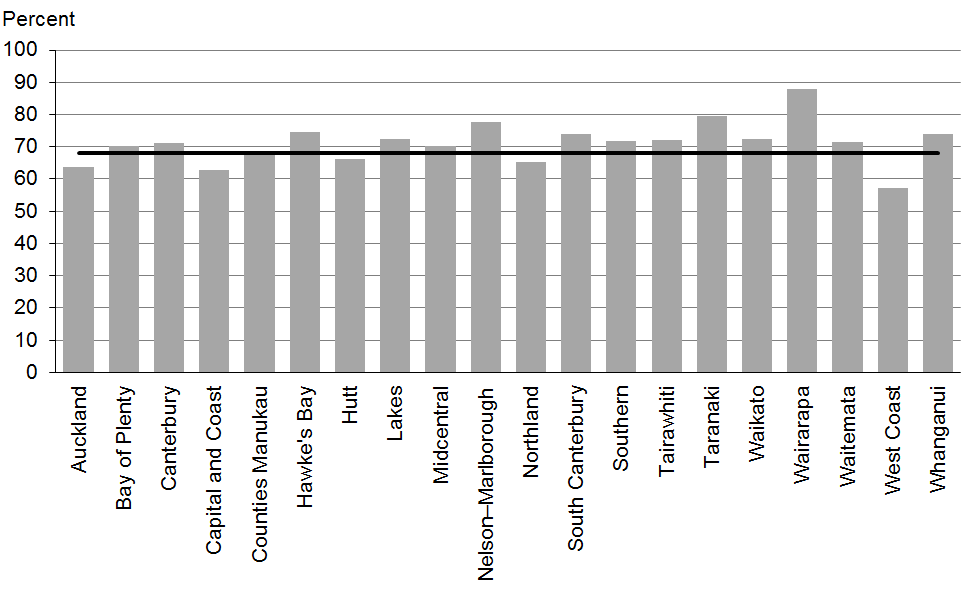 Percent
100
90
80
70
60
50
40
30
20
10
0
Auckland
Bay of Plenty
Canterbury
Capital and Coast
Counties Manukau
Hawke's Bay
Hutt
Lakes
Midcentral
Nelson–Marlborough
Northland
South Canterbury
Southern
Tairawhiti
Taranaki
Waikato
Wairarapa
Waitemata
West Coast
Whanganui